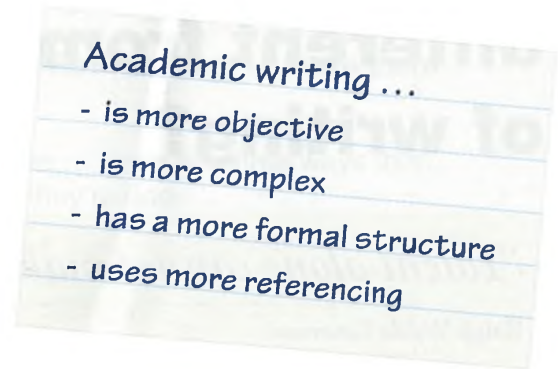 Academic writing ...
- is more objective
- is more complex
- has a more formal structure
- uses more referencing